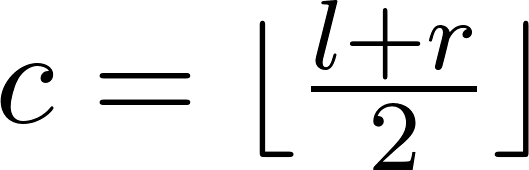 c = ⌊(l+r)/2⌋